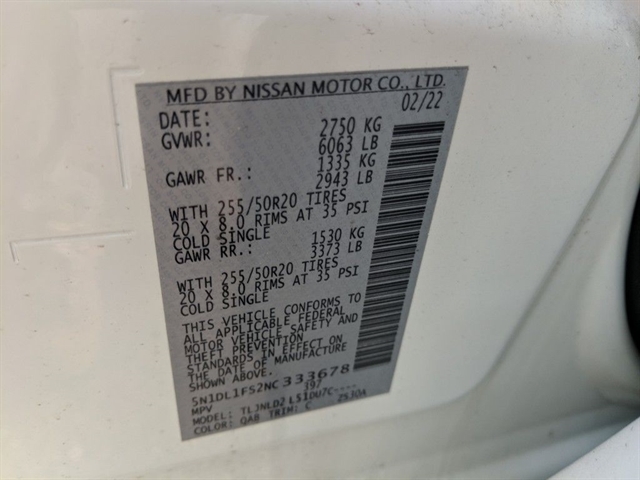 MFD BY NISSAN MOTOR CO., LTD.
DATE: 02/22
GVWR: 2750 KG
6063 LB
GAWR FR.: 1335 KG
2943 LB
WITH 255/50R20 TIRES
20 X 8.0 RIMS AT 35 PSI
COLD SINGLE
GAWR RR.: 1530 KG
3373 LB
WITH 255/50R20 TIRES
20 X 8.0 RIMS AT 35 PSI
COLD SINGLE
THIS VEHICLE CONFORMS TO
ALL APPLICABLE FEDERAL
MOTOR VEHICLE SAFETY AND
THEFT PREVENTION
STANDARDS IN EFFECT ON
THE DATE OF MANUFACTURE
5N1DL1FS2NC333678
MPV 397
MODEL: TLJNLD2 L51DU7C----
COLOR: QAB TRIM: C 2S30A